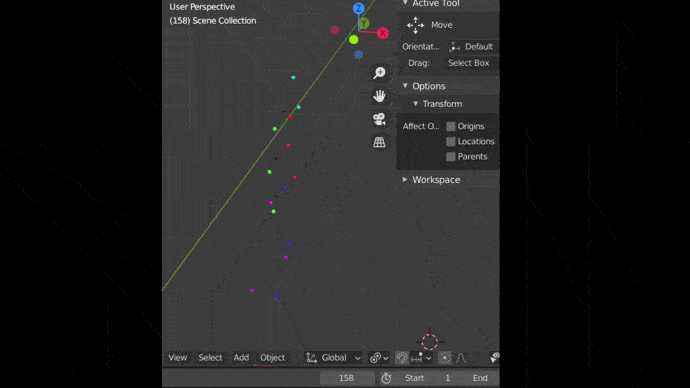 User Perspective
(158) Scene Collection
Z
Y
X
Active Tool
Move
Orientat... Default
Drag: Select Box
Options
Transform
Affect O... Origins
Locations
Parents
Workspace
View Select Add Object Global
158 Start 1 End